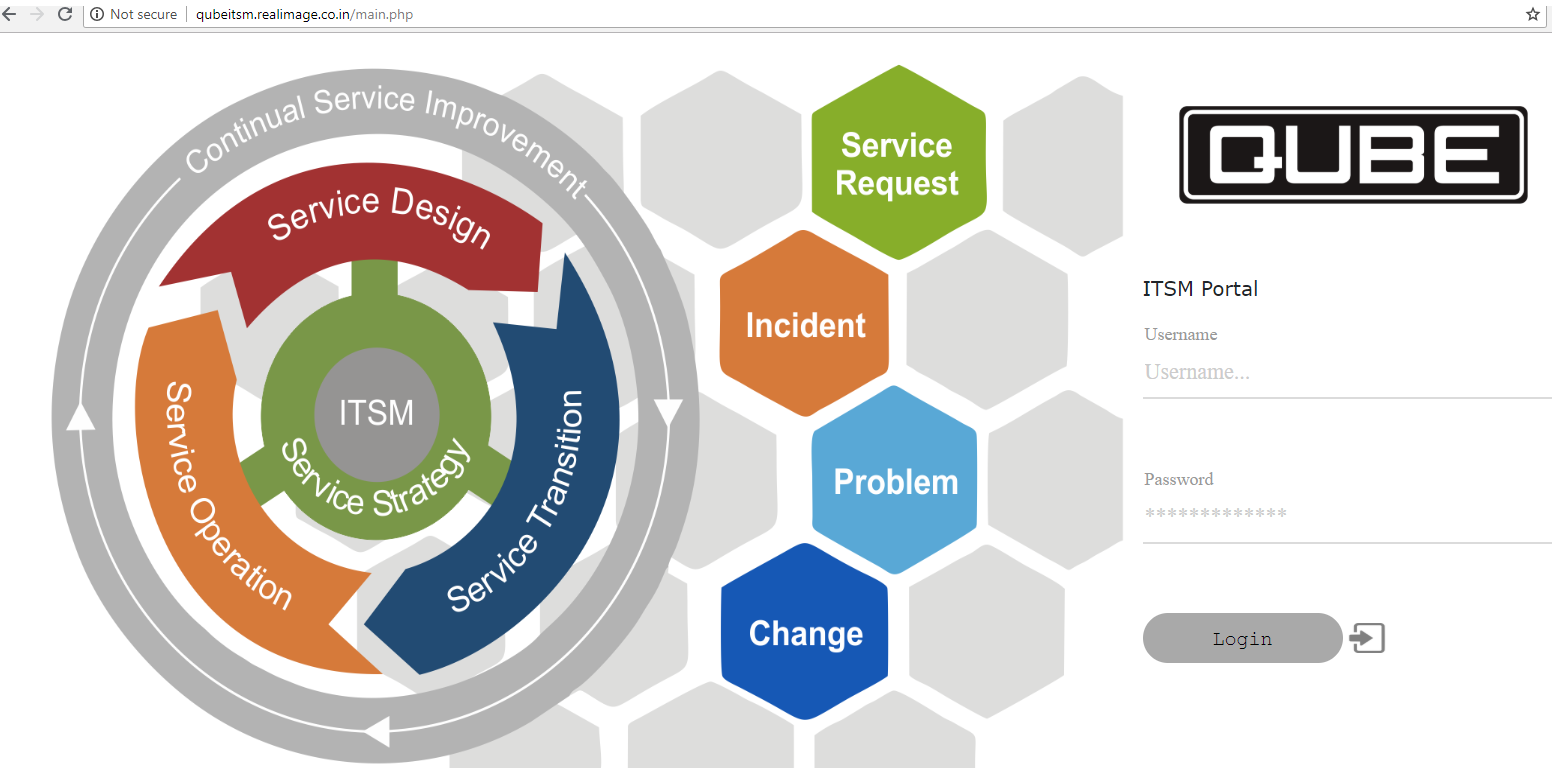 Not secure
qubeitsm.realimage.co.in/main.php
Continual Service Improvement
Service Design
Service Transition
Service Operation
Service Strategy
ITSM
Service
Request
Incident
Problem
Change
QUBE
ITSM Portal
Username
Username...
Password
*************
Login